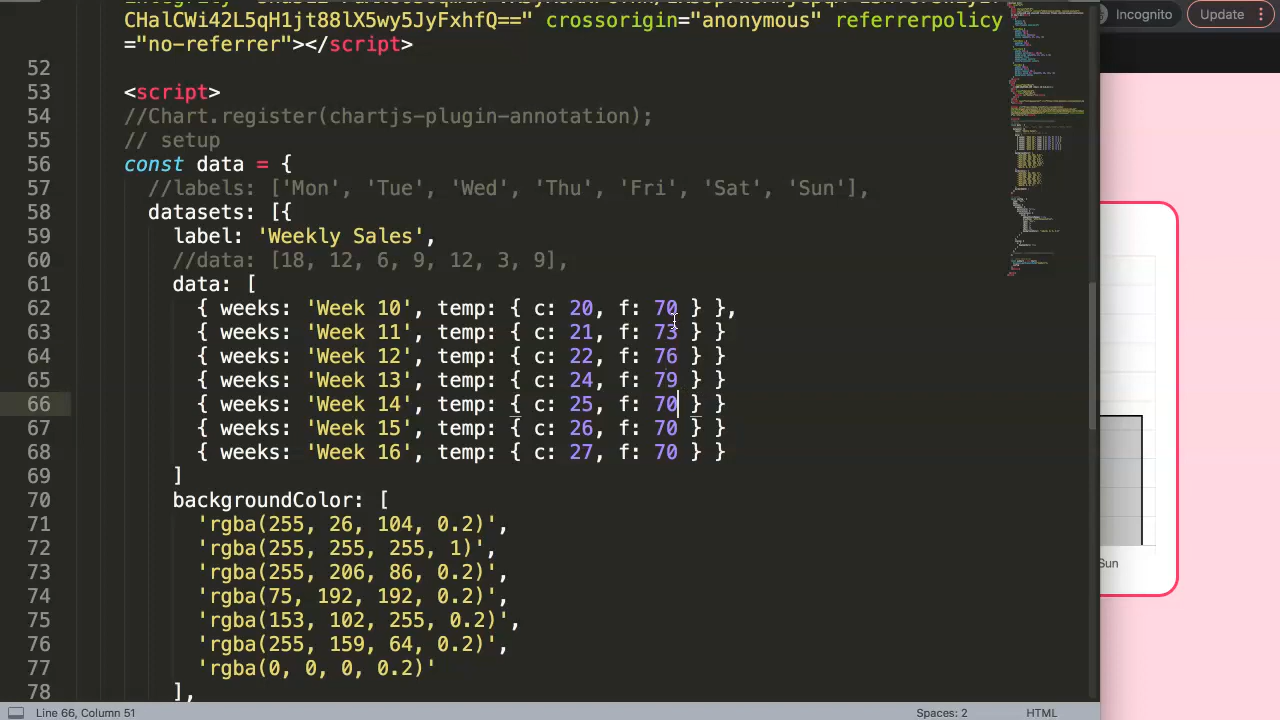 CHalCWi42L5qH1jt88lX5wy5JyFxhfQ==" crossorigin="anonymous" referrerpolicy
="no-referrer"></script>
52
53 <script>
54 //Chart.register(chartjs-plugin-annotation);
55 // setup
56 const data = {
57 //labels: ['Mon', 'Tue', 'Wed', 'Thu', 'Fri', 'Sat', 'Sun'],
58 datasets: [{
59 label: 'Weekly Sales',
60 //data: [18, 12, 6, 9, 12, 3, 9],
61 data: [
62 { weeks: 'Week 10', temp: { c: 20, f: 70 } },
63 { weeks: 'Week 11', temp: { c: 21, f: 73 } }
64 { weeks: 'Week 12', temp: { c: 22, f: 76 } }
65 { weeks: 'Week 13', temp: { c: 24, f: 79 } }
66 { weeks: 'Week 14', temp: { c: 25, f: 70 } }
67 { weeks: 'Week 15', temp: { c: 26, f: 70 } }
68 { weeks: 'Week 16', temp: { c: 27, f: 70 } }
69 ]
70 backgroundColor: [
71 'rgba(255, 26, 104, 0.2)',
72 'rgba(255, 255, 255, 1)',
73 'rgba(255, 206, 86, 0.2)',
74 'rgba(75, 192, 192, 0.2)',
75 'rgba(153, 102, 255, 0.2)',
76 'rgba(255, 159, 64, 0.2)',
77 'rgba(0, 0, 0, 0.2)'
78 ],
Line 66, Column 51
Spaces: 2
HTML
Incognito
Update
Sun